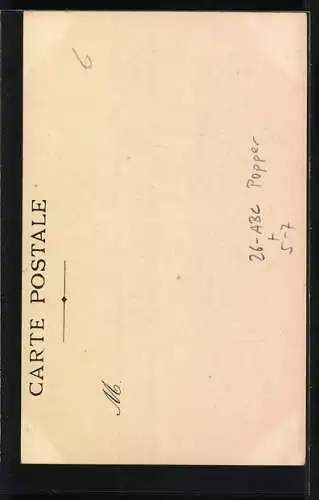 CARTE POSTALE
M.
6
26-ABC Popper
+
5-7